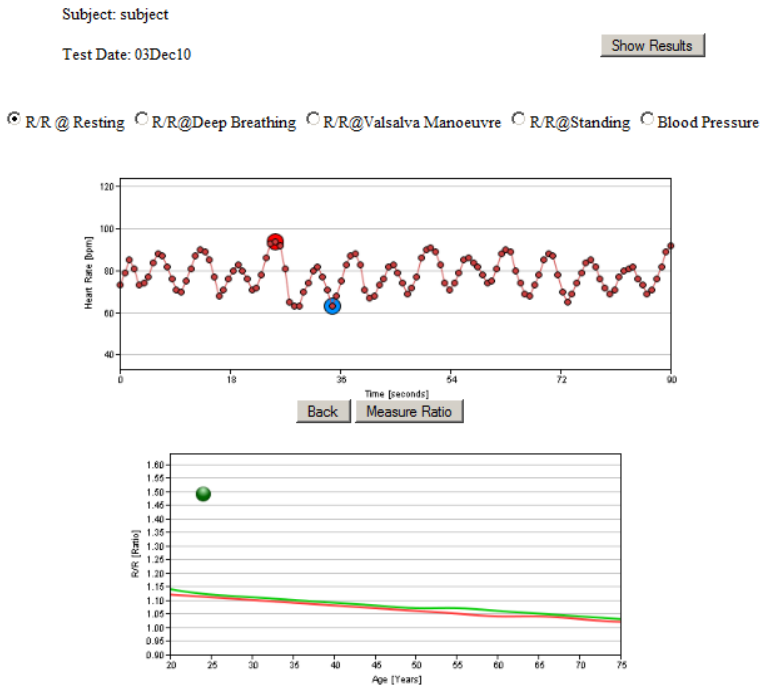 Subject: subject
Show Results
Test Date: 03Dec10
R/R @ Resting R/R@Deep Breathing R/R@Valsalva Manoeuvre R/R@Standing Blood Pressure
120
100
80
60
40
Heart Rate [bpm]
0 18 36 54 72 90
Time [seconds]
Back Measure Ratio
1.60
1.55
1.50
1.45
1.40
1.35
1.30
1.25
1.20
1.15
1.10
1.05
1.00
0.95
0.90
R/R [Ratio]
20 25 30 35 40 45 50 55 60 65 70 75
Age [Years]